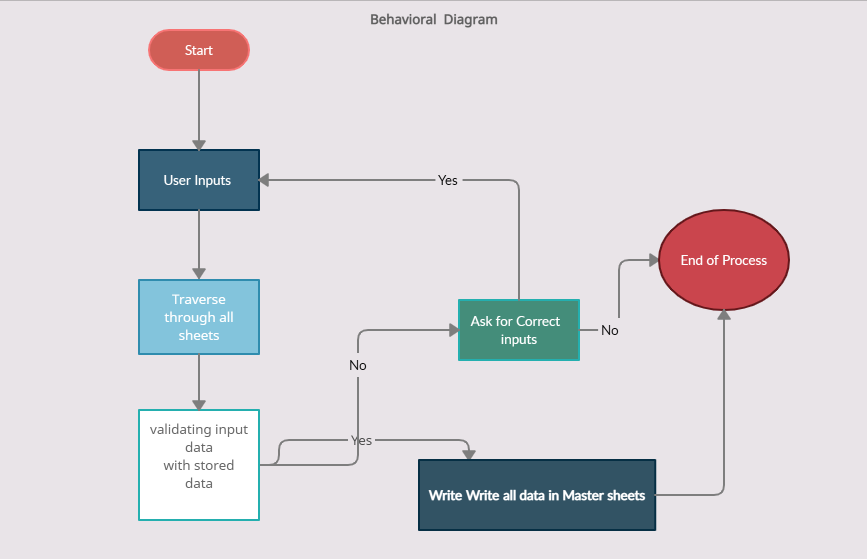 Behavioral Diagram
Start
User Inputs
Yes
End of Process
Traverse
through all
sheets
Ask for Correct
inputs
No
No
validating input
data
with stored
data
Yes
Write Write all data in Master sheets